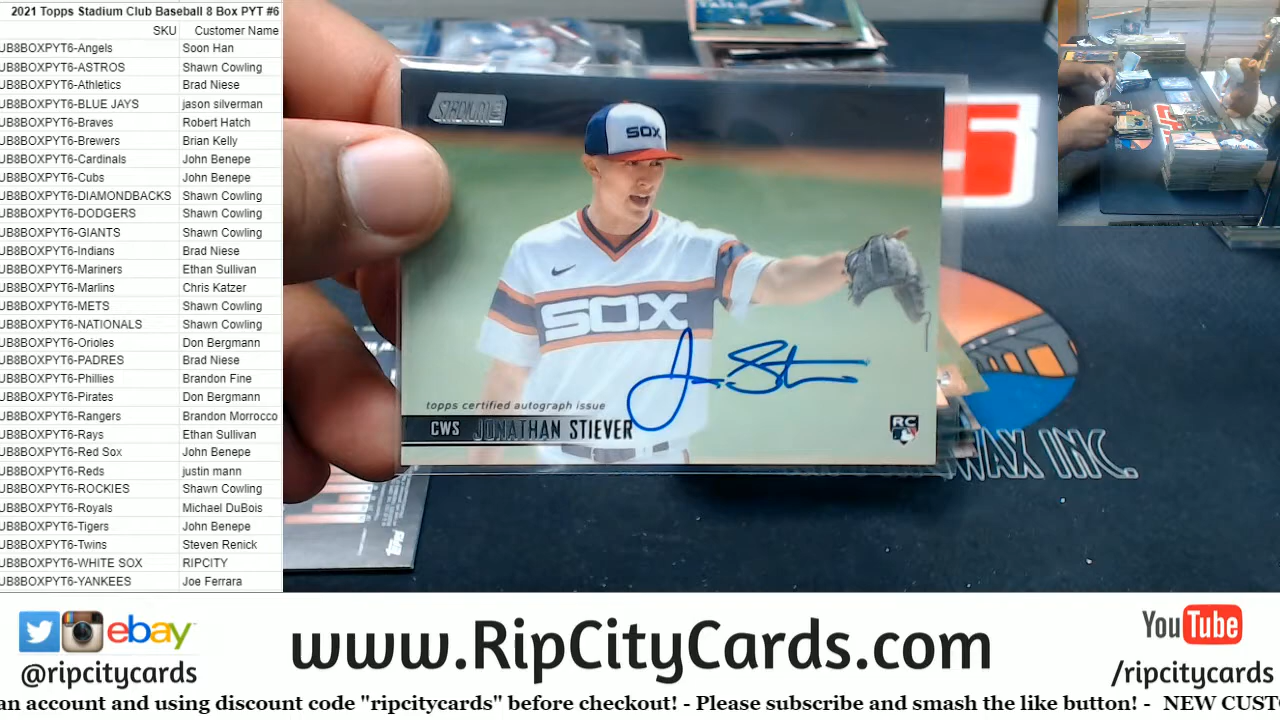 2021 Topps Stadium Club Baseball 8 Box PYT #6
SKU Customer Name
UB8BOXPYT6-Angels Soon Han
UB8BOXPYT6-ASTROS Shawn Cowling
UB8BOXPYT6-Athletics Brad Niese
UB8BOXPYT6-BLUE JAYS jason silverman
UB8BOXPYT6-Braves Robert Hatch
UB8BOXPYT6-Brewers Brian Kelly
UB8BOXPYT6-Cardinals John Benepe
UB8BOXPYT6-Cubs John Benepe
UB8BOXPYT6-DIAMONDBACKS Shawn Cowling
UB8BOXPYT6-DODGERS Shawn Cowling
UB8BOXPYT6-GIANTS Shawn Cowling
UB8BOXPYT6-Indians Brad Niese
UB8BOXPYT6-Mariners Ethan Sullivan
UB8BOXPYT6-Marlins Chris Katzer
UB8BOXPYT6-METS Shawn Cowling
UB8BOXPYT6-NATIONALS Shawn Cowling
UB8BOXPYT6-Orioles Don Bergmann
UB8BOXPYT6-PADRES Brad Niese
UB8BOXPYT6-Phillies Brandon Fine
UB8BOXPYT6-Pirates Don Bergmann
UB8BOXPYT6-Rangers Brandon Morrocco
UB8BOXPYT6-Rays Ethan Sullivan
UB8BOXPYT6-Red Sox John Benepe
UB8BOXPYT6-Reds justin mann
UB8BOXPYT6-ROCKIES Shawn Cowling
UB8BOXPYT6-Royals Michael DuBois
UB8BOXPYT6-Tigers John Benepe
UB8BOXPYT6-Twins Steven Renick
UB8BOXPYT6-WHITE SOX RIPCITY
UB8BOXPYT6-YANKEES Joe Ferrara
SOX
SOX
topps certified autograph issue
CWS JONATHAN STIEVER
RC
WAX INC.
topps
ebay
@ripcitycards
www.RipCityCards.com
YouTube
/ripcitycards
an account and using discount code "ripcitycards" before checkout! - Please subscribe and smash the like button! - NEW CUST